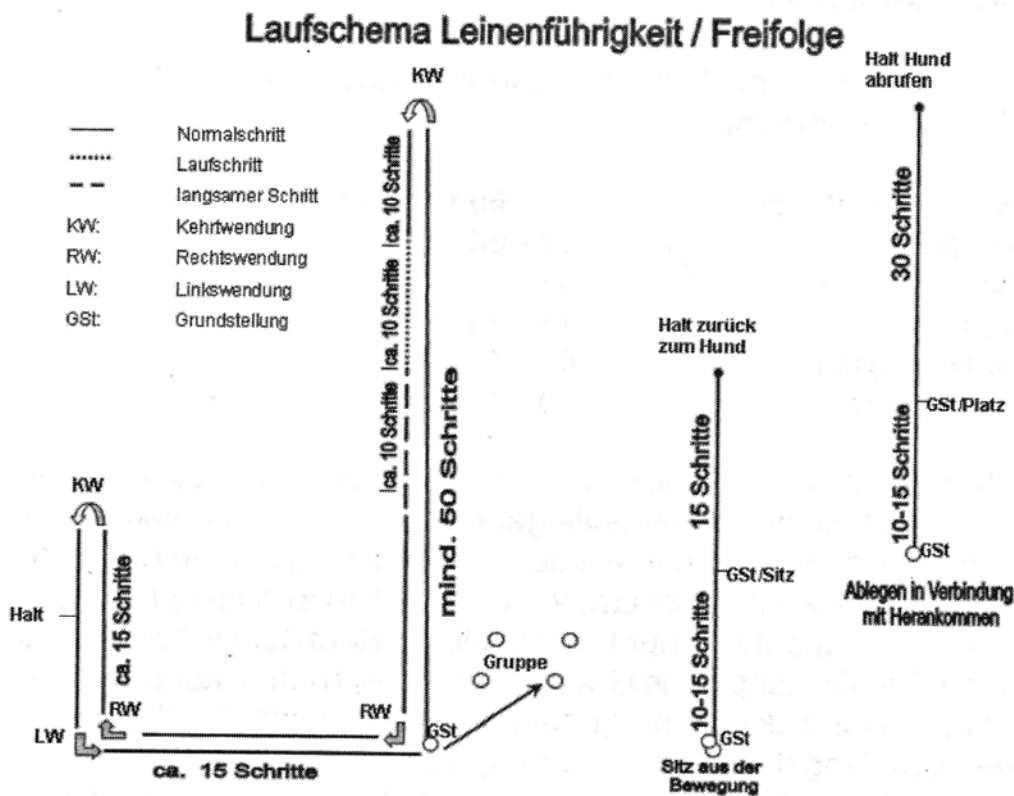 Laufschema Leinenführigkeit / Freifolge
Normalschritt
Laufschritt
langsamer Schritt
KW: Kehrtwendung
RW: Rechtswendung
LW: Linkswendung
GSt: Grundstellung
KW
ca. 10 Schritte
ca. 10 Schritte
ca. 10 Schritte
mind. 50 Schritte
KW
Halt
ca. 15 Schritte
RW
LW
RW
GSt
ca. 15 Schritte
Gruppe
Halt zurück
zum Hund
15 Schritte
GSt/Sitz
10-15 Schritte
GSt
Sitz aus der
Bewegung
Halt Hund
abrufen
30 Schritte
GSt/Platz
10-15 Schritte
GSt
Ablegen in Verbindung
mit Herankommen